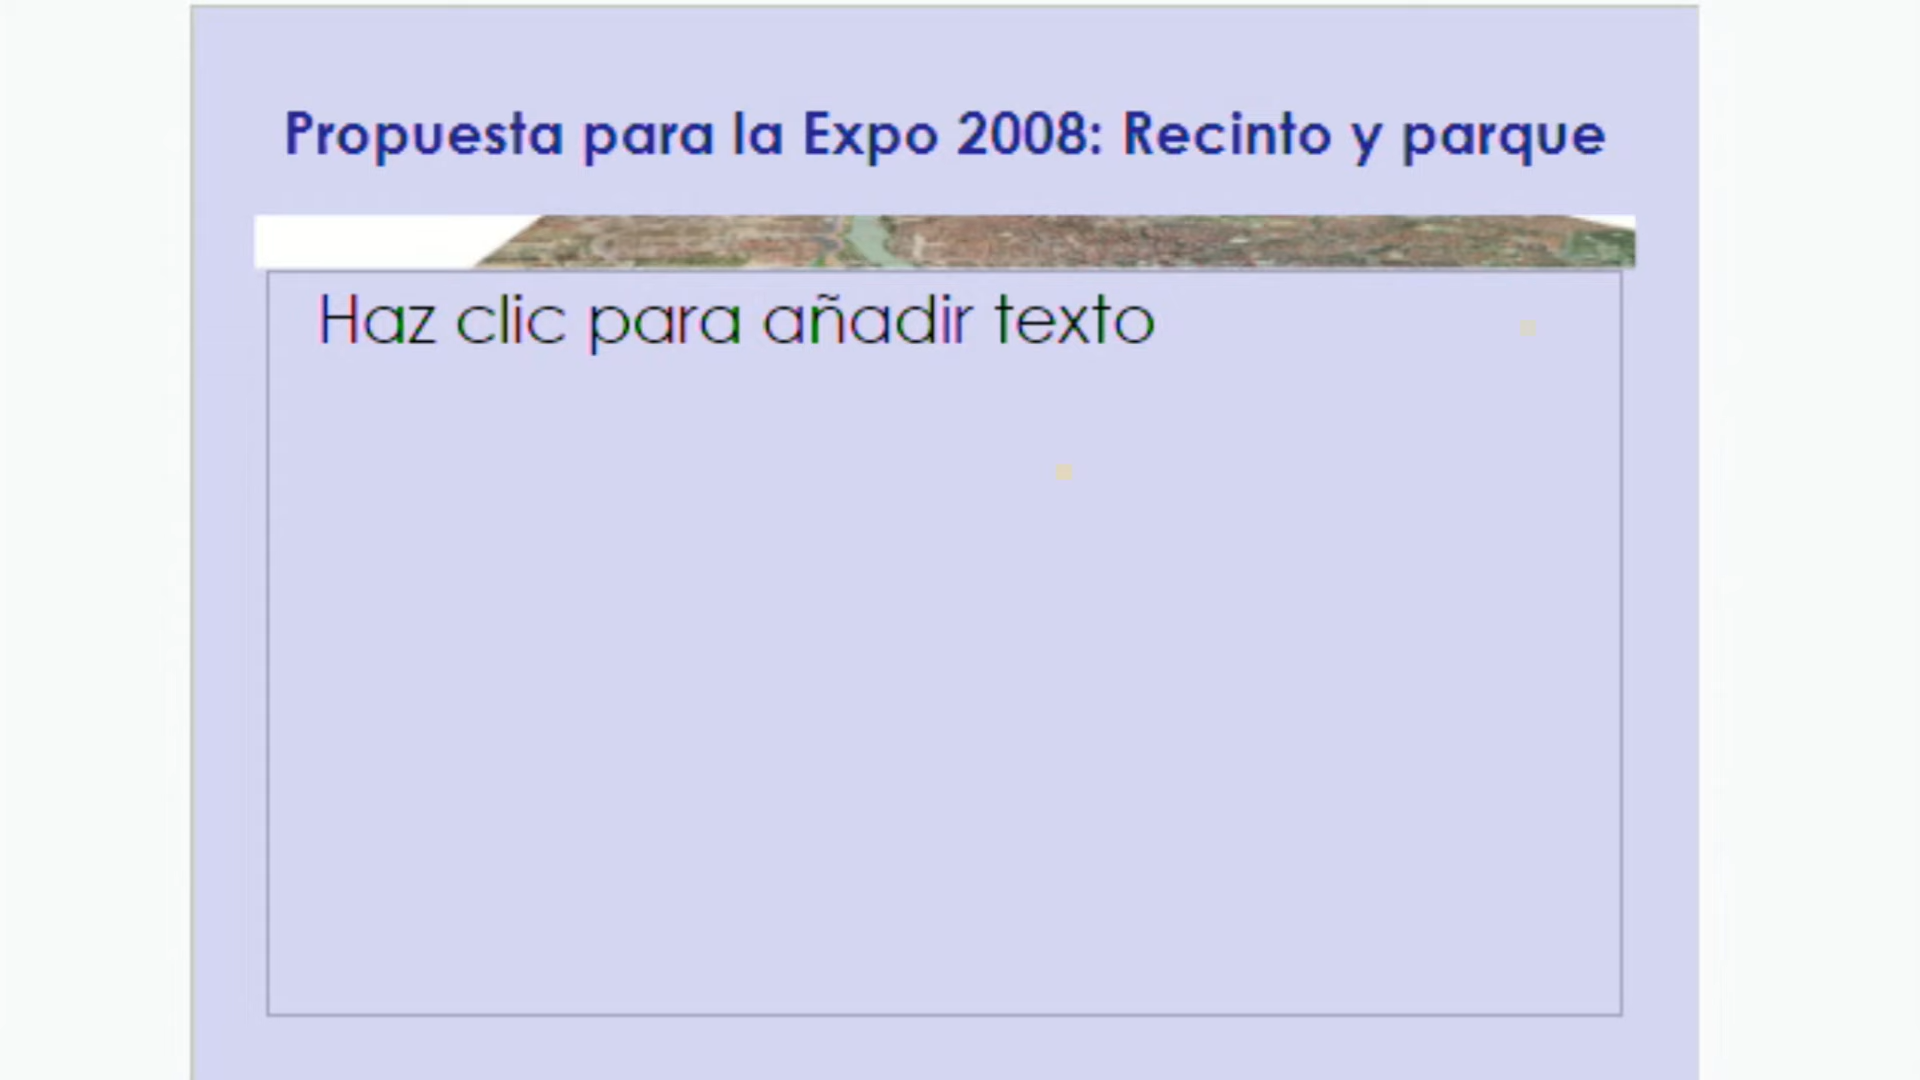 Propuesta para la Expo 2008: Recinto y parque
Haz clic para añadir texto